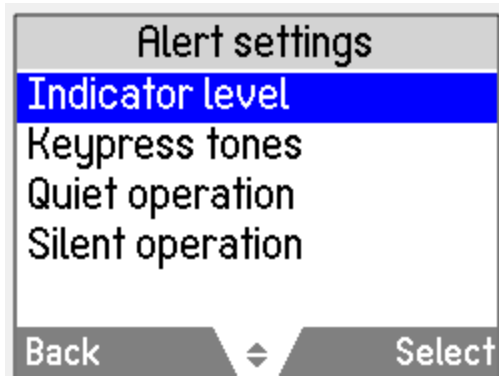 Alert settings
Indicator level
Keypress tones
Quiet operation
Silent operation
Back Select